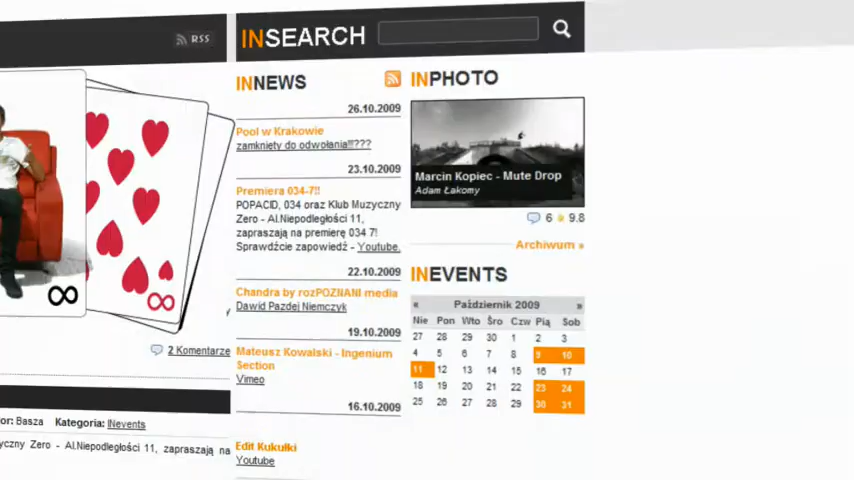 RSS
2 Komentarze
or: Basza Kategoria: INevents
yczny Zero - Al.Niepodległości 11, zapraszają na
INSEARCH
INNEWS
26.10.2009
Pool w Krakowie
zamknięty do odwołania!!!???
23.10.2009
Premiera 034-7!!
POPACID, 034 oraz Klub Muzyczny
Zero - Al.Niepodległości 11,
zapraszają na premierę 034 7!
Sprawdźcie zapowiedź - Youtube.
22.10.2009
Chandra by rozPOZNANI media
Dawid Pazdej Niemczyk
19.10.2009
Mateusz Kowalski - Ingenium
Section
Vimeo
16.10.2009
Edit Kukułki
Youtube
INPHOTO
Marcin Kopiec - Mute Drop
Adam Łakomy
6 9.8
Archiwum »
INEVENTS
« Październik 2009 »
Nie Pon Wto Śro Czw Pią Sob
27 28 29 30 1 2 3
4 5 6 7 8 9 10
11 12 13 14 15 16 17
18 19 20 21 22 23 24
25 26 27 28 29 30 31